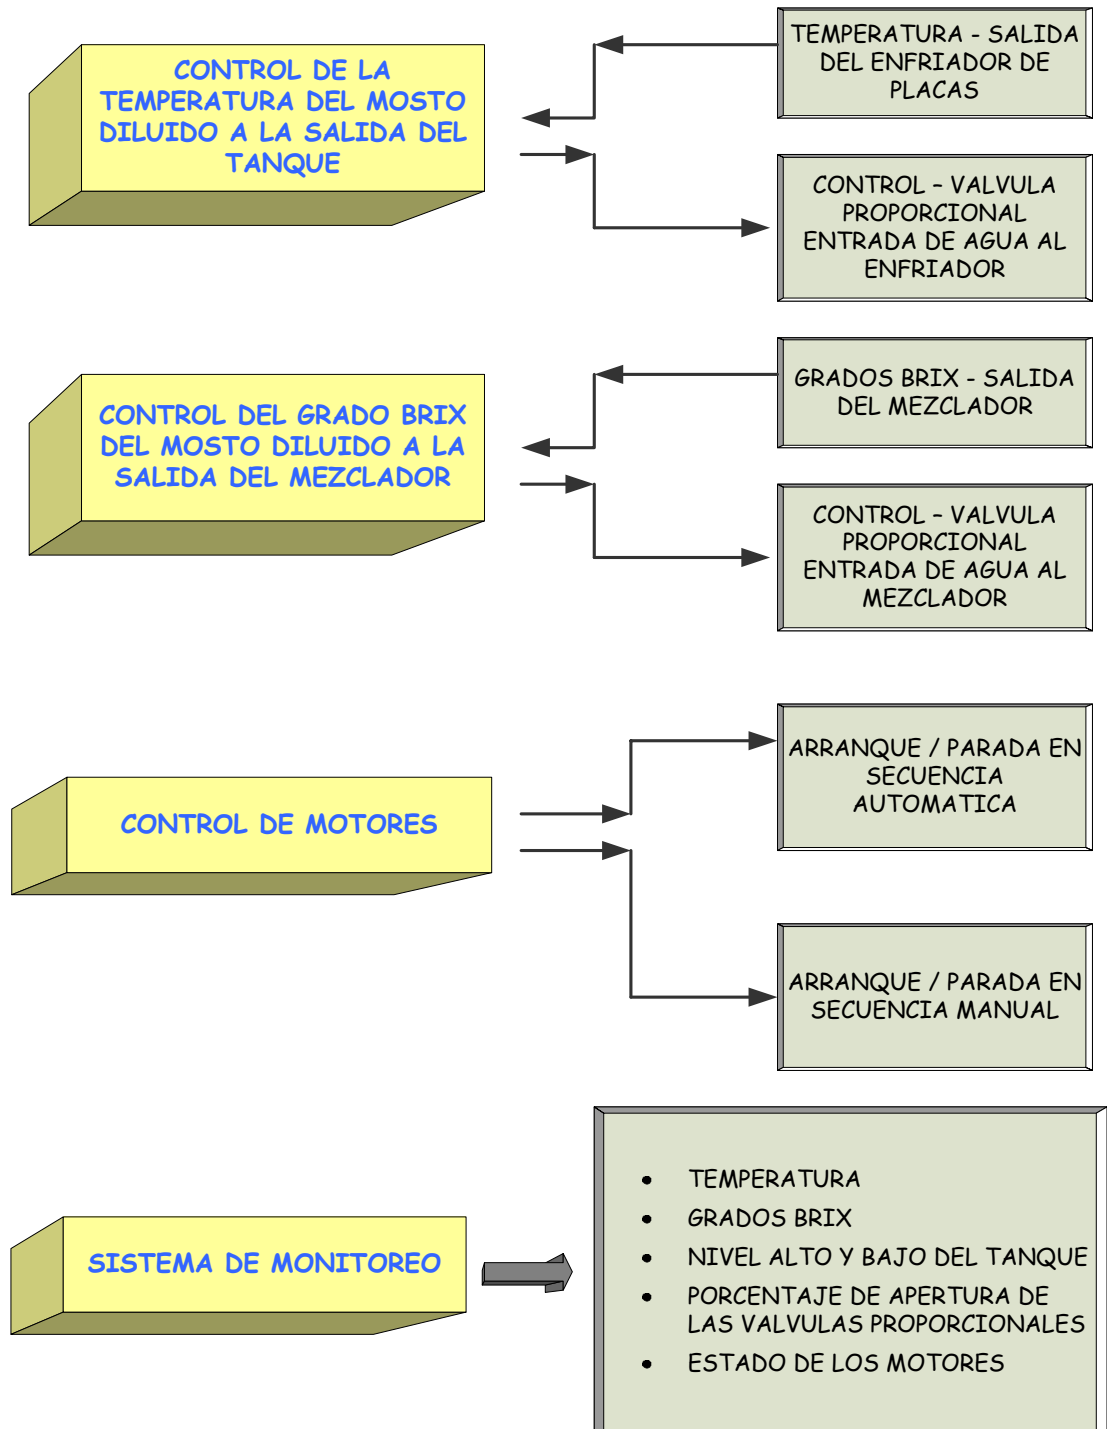 CONTROL DE LA
TEMPERATURA DEL MOSTO
DILUIDO A LA SALIDA DEL
TANQUE
TEMPERATURA - SALIDA
DEL ENFRIADOR DE
PLACAS
CONTROL – VALVULA
PROPORCIONAL
ENTRADA DE AGUA AL
ENFRIADOR
CONTROL DEL GRADO BRIX
DEL MOSTO DILUIDO A LA
SALIDA DEL MEZCLADOR
GRADOS BRIX - SALIDA
DEL MEZCLADOR
CONTROL – VALVULA
PROPORCIONAL
ENTRADA DE AGUA AL
MEZCLADOR
CONTROL DE MOTORES
ARRANQUE / PARADA EN
SECUENCIA
AUTOMATICA
ARRANQUE / PARADA EN
SECUENCIA MANUAL
SISTEMA DE MONITOREO
• TEMPERATURA
• GRADOS BRIX
• NIVEL ALTO Y BAJO DEL TANQUE
• PORCENTAJE DE APERTURA DE
LAS VALVULAS PROPORCIONALES
• ESTADO DE LOS MOTORES